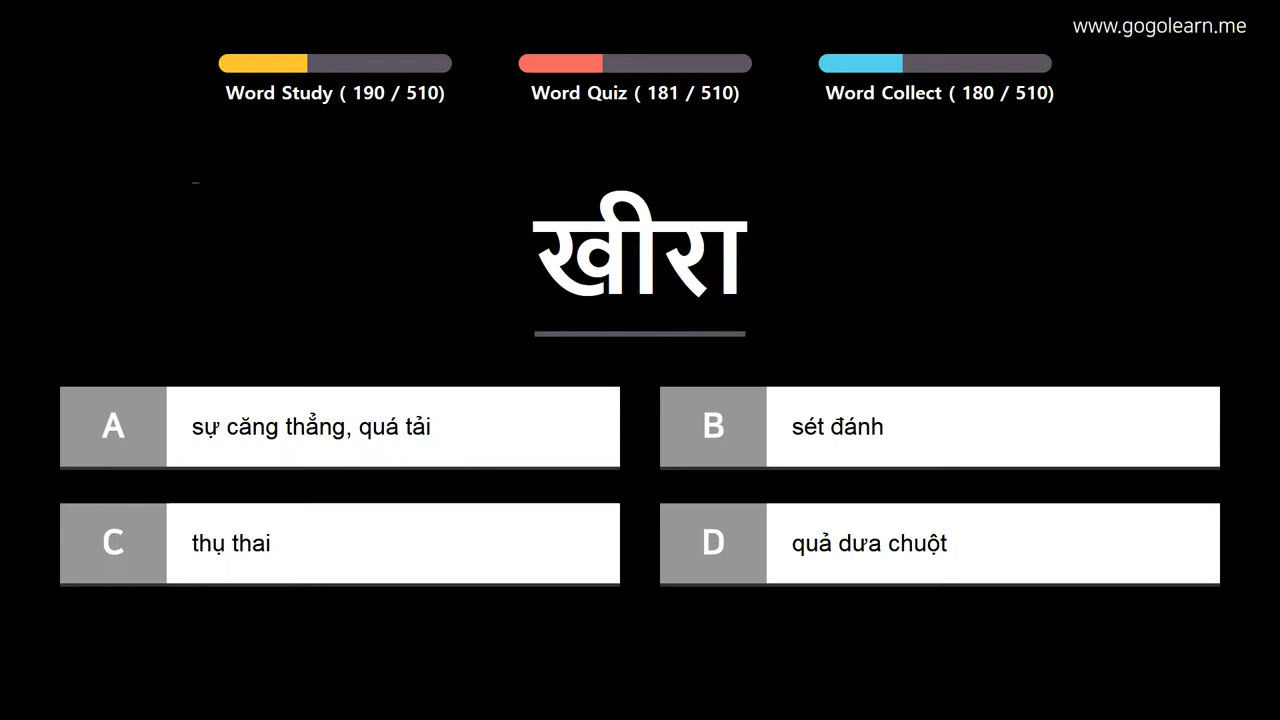 www.gogolearn.me
Word Study ( 190 / 510)
Word Quiz ( 181 / 510)
Word Collect ( 180 / 510)
खीरा
A
sự căng thẳng, quá tải
B
sét đánh
C
thụ thai
D
quả dưa chuột